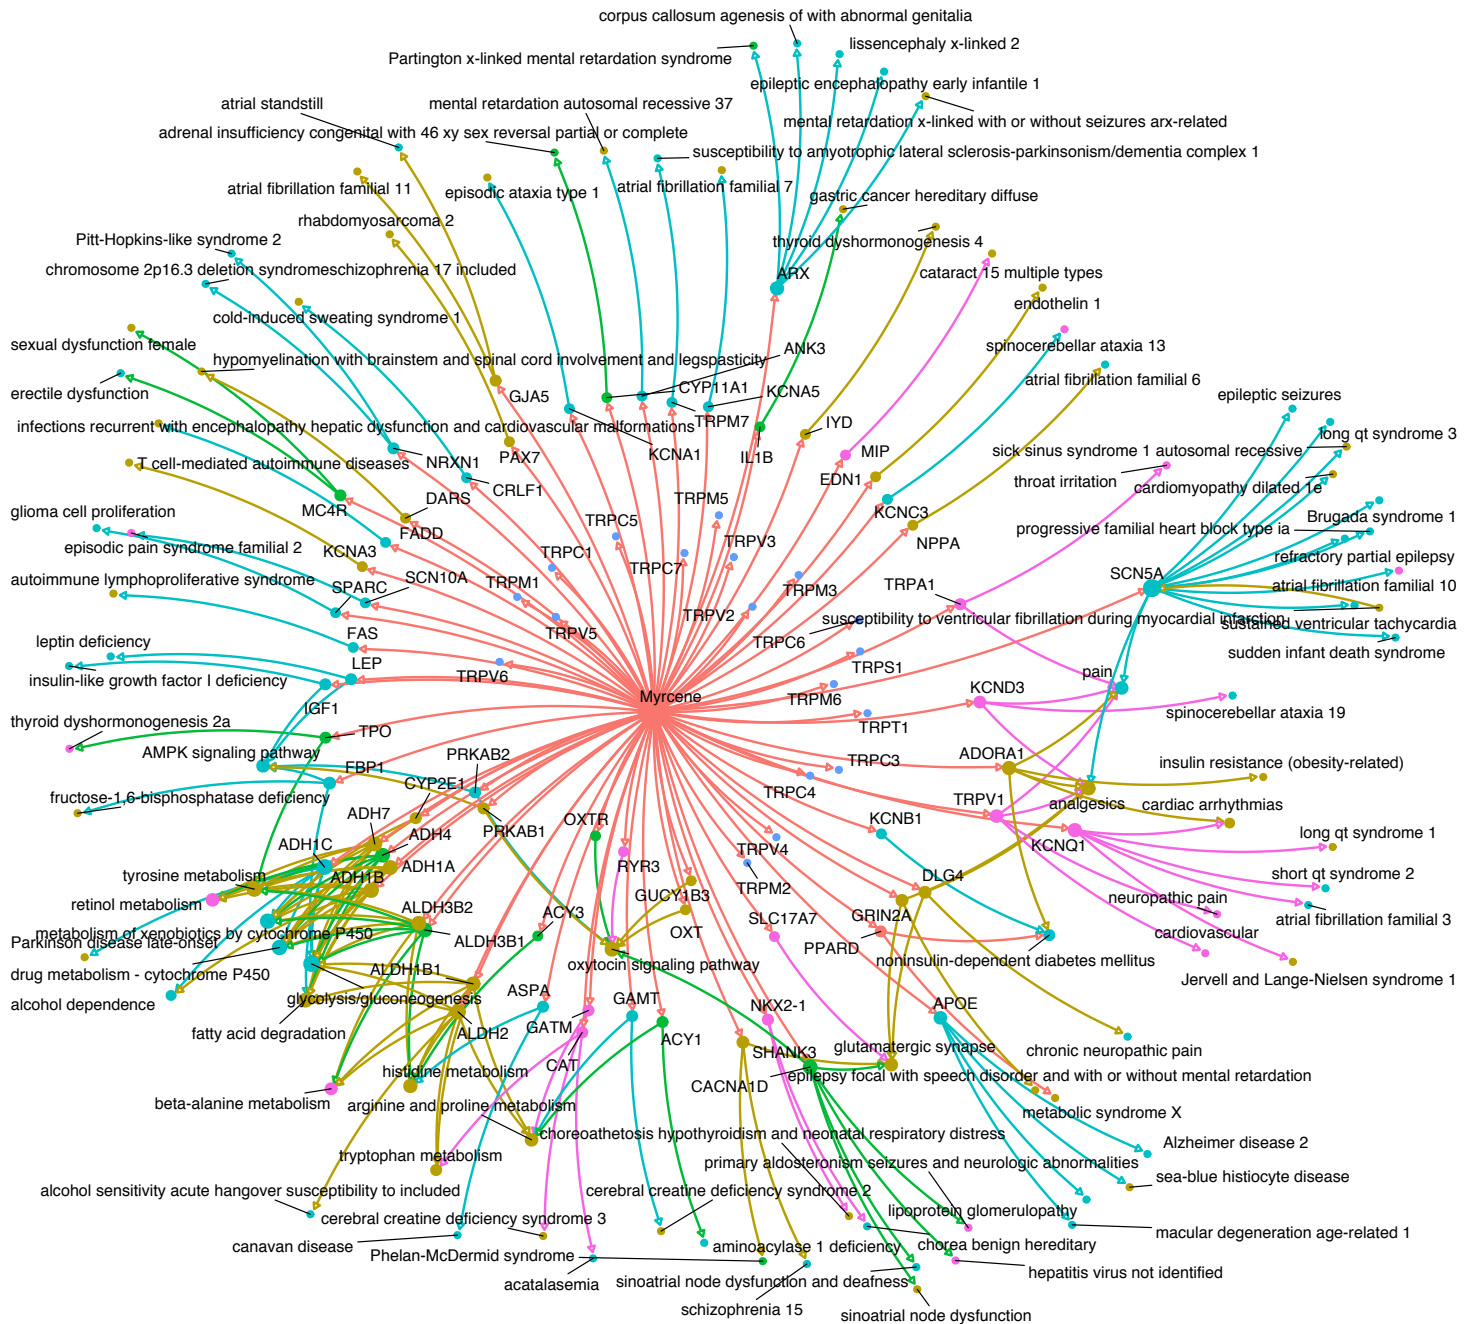 corpus callosum agenesis of with abnormal genitalia
lissencephaly x-linked 2
Partington x-linked mental retardation syndrome
epileptic encephalopathy early infantile 1
atrial standstill
mental retardation autosomal recessive 37
mental retardation x-linked with or without seizures arx-related
adrenal insufficiency congenital with 46 xy sex reversal partial or complete
susceptibility to amyotrophic lateral sclerosis-parkinsonism/dementia complex 1
atrial fibrillation familial 11
episodic ataxia type 1
atrial fibrillation familial 7
gastric cancer hereditary diffuse
rhabdomyosarcoma 2
Pitt-Hopkins-like syndrome 2
thyroid dyshormonogenesis 4
chromosome 2p16.3 deletion syndromeschizophrenia 17 included
ARX
cataract 15 multiple types
endothelin 1
cold-induced sweating syndrome 1
sexual dysfunction female
hypomyelination with brainstem and spinal cord involvement and legspasticity
ANK3
spinocerebellar ataxia 13
erectile dysfunction
GJA5
CYP11A1
KCNA5
atrial fibrillation familial 6
epileptic seizures
infections recurrent with encephalopathy hepatic dysfunction and cardiovascular malformations
TRPM7
IYD
long qt syndrome 3
T cell-mediated autoimmune diseases
NRXN1
PAX7
KCNA1
IL1B
MIP
sick sinus syndrome 1 autosomal recessive
throat irritation
cardiomyopathy dilated 1e
CRLF1
EDN1
MC4R
DARS
TRPM5
KCNC3
glioma cell proliferation
FADD
TRPC5
NPPA
progressive familial heart block type ia
Brugada syndrome 1
episodic pain syndrome familial 2
KCNA3
TRPC1
TRPC7
TRPV3
refractory partial epilepsy
autoimmune lymphoproliferative syndrome
SPARC
SCN10A
TRPM1
TRPM3
TRPA1
SCN5A
atrial fibrillation familial 10
FAS
TRPV5
TRPV2
susceptibility to ventricular fibrillation during myocardial infarction
sustained ventricular tachycardia
leptin deficiency
LEP
TRPC6
sudden infant death syndrome
insulin-like growth factor I deficiency
TRPV6
TRPS1
pain
IGF1
Myrcene
TRPM6
KCND3
spinocerebellar ataxia 19
thyroid dyshormonogenesis 2a
TPO
TRPT1
AMPK signaling pathway
PRKAB2
ADORA1
FBP1
TRPC3
insulin resistance (obesity-related)
CYP2E1
TRPC4
fructose-1,6-bisphosphatase deficiency
TRPV1
analgesics
cardiac arrhythmias
ADH7
PRKAB1
OXTR
KCNB1
long qt syndrome 1
ADH1C
ADH4
TRPV4
KCNQ1
ADH1A
RYR3
short qt syndrome 2
tyrosine metabolism
ADH1B
TRPM2
DLG4
retinol metabolism
GUCY1B3
neuropathic pain
ALDH3B2
ACY3
SLC17A7
GRIN2A
atrial fibrillation familial 3
metabolism of xenobiotics by cytochrome P450
OXT
PPARD
cardiovascular
Parkinson disease late-onset
ALDH3B1
drug metabolism - cytochrome P450
ALDH1B1
oxytocin signaling pathway
noninsulin-dependent diabetes mellitus
Jervell and Lange-Nielsen syndrome 1
alcohol dependence
glycolysis/gluconeogenesis
ASPA
GAMT
NKX2-1
APOE
fatty acid degradation
ALDH2
GATM
ACY1
SHANK3
glutamatergic synapse
chronic neuropathic pain
CAT
histidine metabolism
CACNA1D
epilepsy focal with speech disorder and with or without mental retardation
beta-alanine metabolism
arginine and proline metabolism
metabolic syndrome X
choreoathetosis hypothyroidism and neonatal respiratory distress
Alzheimer disease 2
tryptophan metabolism
primary aldosteronism seizures and neurologic abnormalities
sea-blue histiocyte disease
alcohol sensitivity acute hangover susceptibility to included
cerebral creatine deficiency syndrome 2
lipoprotein glomerulopathy
cerebral creatine deficiency syndrome 3
macular degeneration age-related 1
canavan disease
aminoacylase 1 deficiency
chorea benign hereditary
Phelan-McDermid syndrome
hepatitis virus not identified
acatalasemia
sinoatrial node dysfunction and deafness
schizophrenia 15
sinoatrial node dysfunction